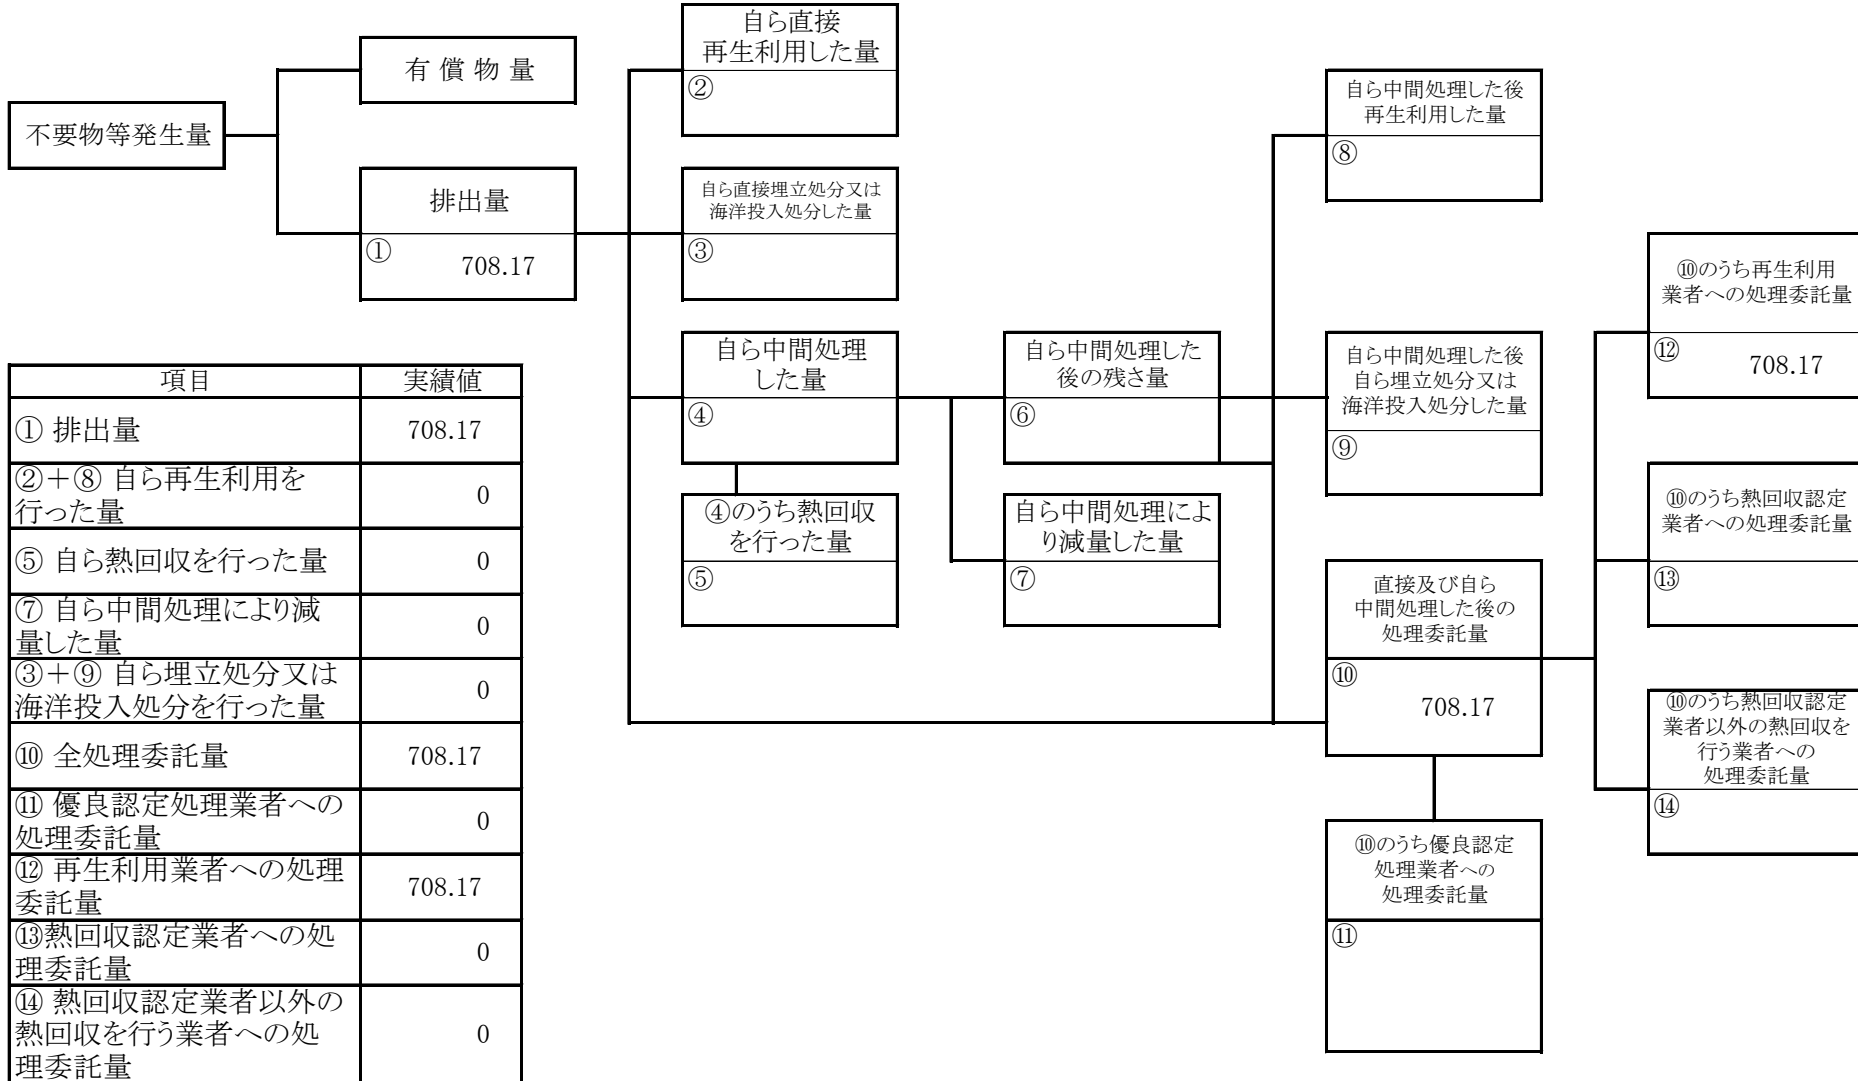 不要物等発生量
有 償 物 量
排出量
①
708.17
自ら直接
再生利用した量
②
自ら直接埋立処分又は
海洋投入処分した量
③
自ら中間処理
した量
④
④のうち熱回収
を行った量
⑤
自ら中間処理した
後の残さ量
⑥
自ら中間処理によ
り減量した量
⑦
自ら中間処理した後
再生利用した量
⑧
自ら中間処理した後
自ら埋立処分又は
海洋投入処分した量
⑨
直接及び自ら
中間処理した後の
処理委託量
⑩
708.17
⑩のうち優良認定
処理業者への
処理委託量
⑪
⑩のうち再生利用
業者への処理委託量
⑫
708.17
⑩のうち熱回収認定
業者への処理委託量
⑬
⑩のうち熱回収認定
業者以外の熱回収を
行う業者への
処理委託量
⑭
項目 実績値
① 排出量 708.17
②+⑧ 自ら再生利用を
行った量 0
⑤ 自ら熱回収を行った量 0
⑦ 自ら中間処理により減
量した量 0
③+⑨ 自ら埋立処分又は
海洋投入処分を行った量 0
⑩ 全処理委託量 708.17
⑪ 優良認定処理業者への
処理委託量 0
⑫ 再生利用業者への処理
委託量 708.17
⑬熱回収認定業者への処
理委託量 0
⑭ 熱回収認定業者以外の
熱回収を行う業者への処
理委託量 0